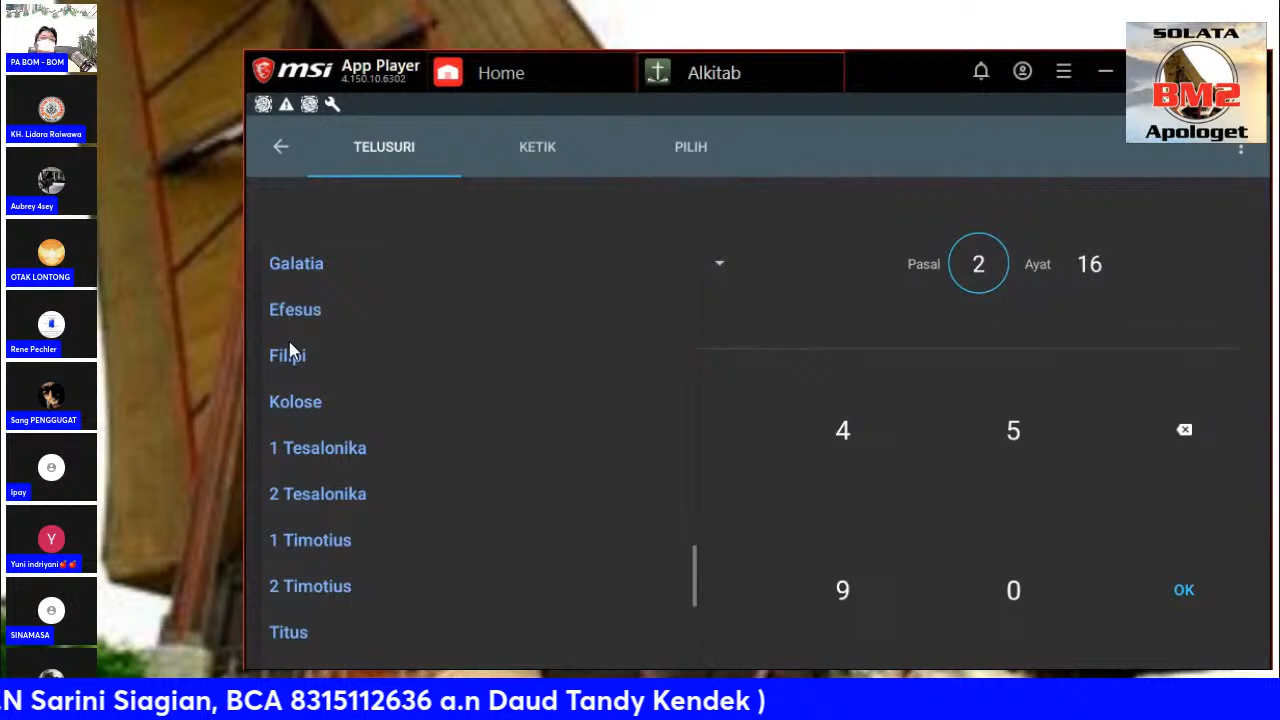 PA BOM - BOM
KH. Lidara Raiwawa
Aubrey 4sey
OTAK LONTONG
Rene Pechler
Sang PENGGUGAT
Ipay
Y
Yuni indriyani
SINAMASA
msi App Player
4.150.10.6302
Home
Alkitab
SOLATA
BM2
Apologet
TELUSURI KETIK PILIH
Galatia
Efesus
Filipi
Kolose
1 Tesalonika
2 Tesalonika
1 Timotius
2 Timotius
Titus
Pasal 2 Ayat 16
4 5
9 0 OK
.N Sarini Siagian, BCA 8315112636 a.n Daud Tandy Kendek )